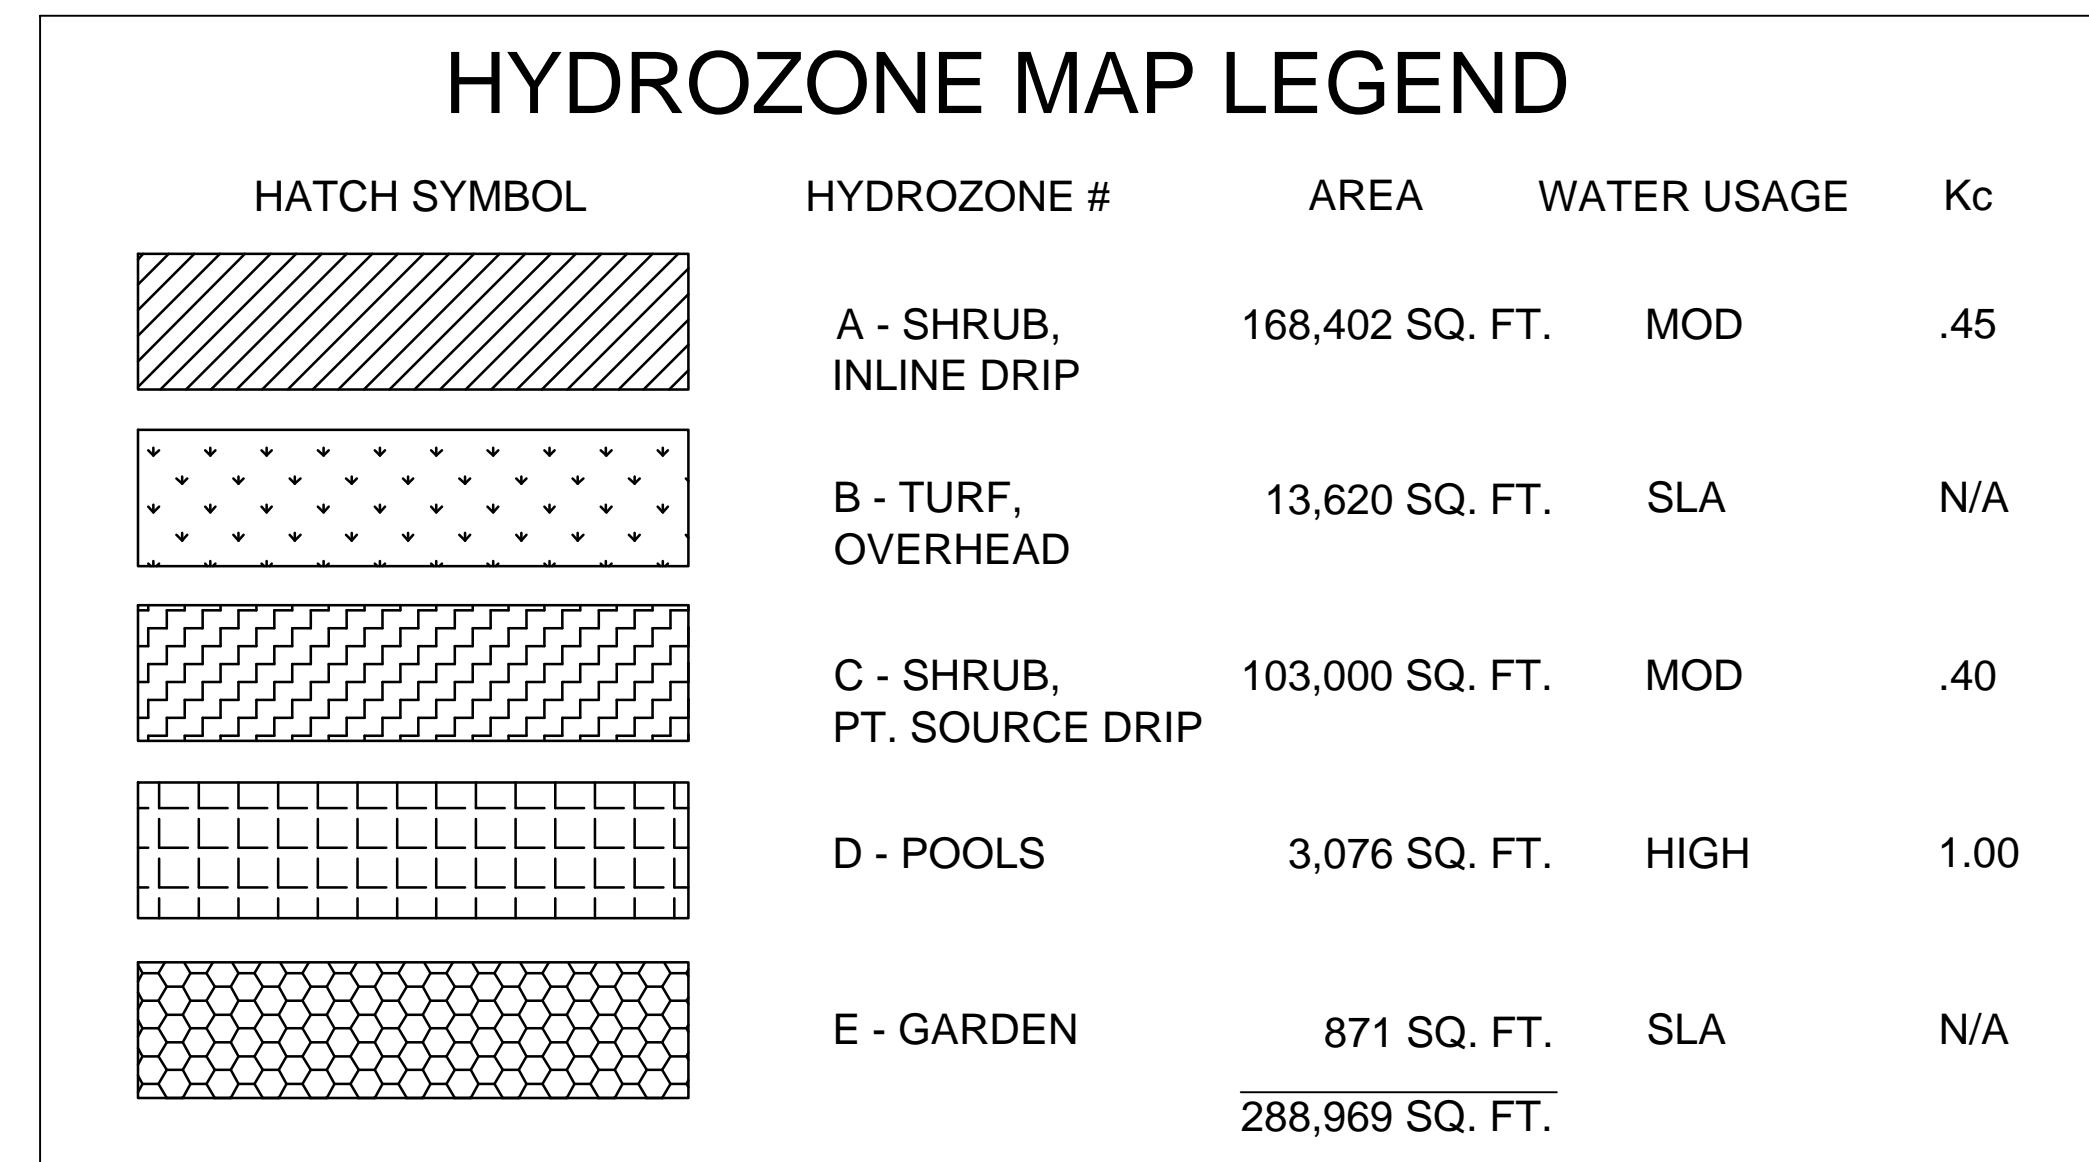 HYDROZONE MAP LEGEND
HATCH SYMBOL HYDROZONE # AREA WATER USAGE Kc
A - SHRUB, 168,402 SQ. FT. MOD .45
INLINE DRIP
B - TURF, 13,620 SQ. FT. SLA N/A
OVERHEAD
C - SHRUB, 103,000 SQ. FT. MOD .40
PT. SOURCE DRIP
D - POOLS 3,076 SQ. FT. HIGH 1.00
E - GARDEN 871 SQ. FT. SLA N/A
288,969 SQ. FT.